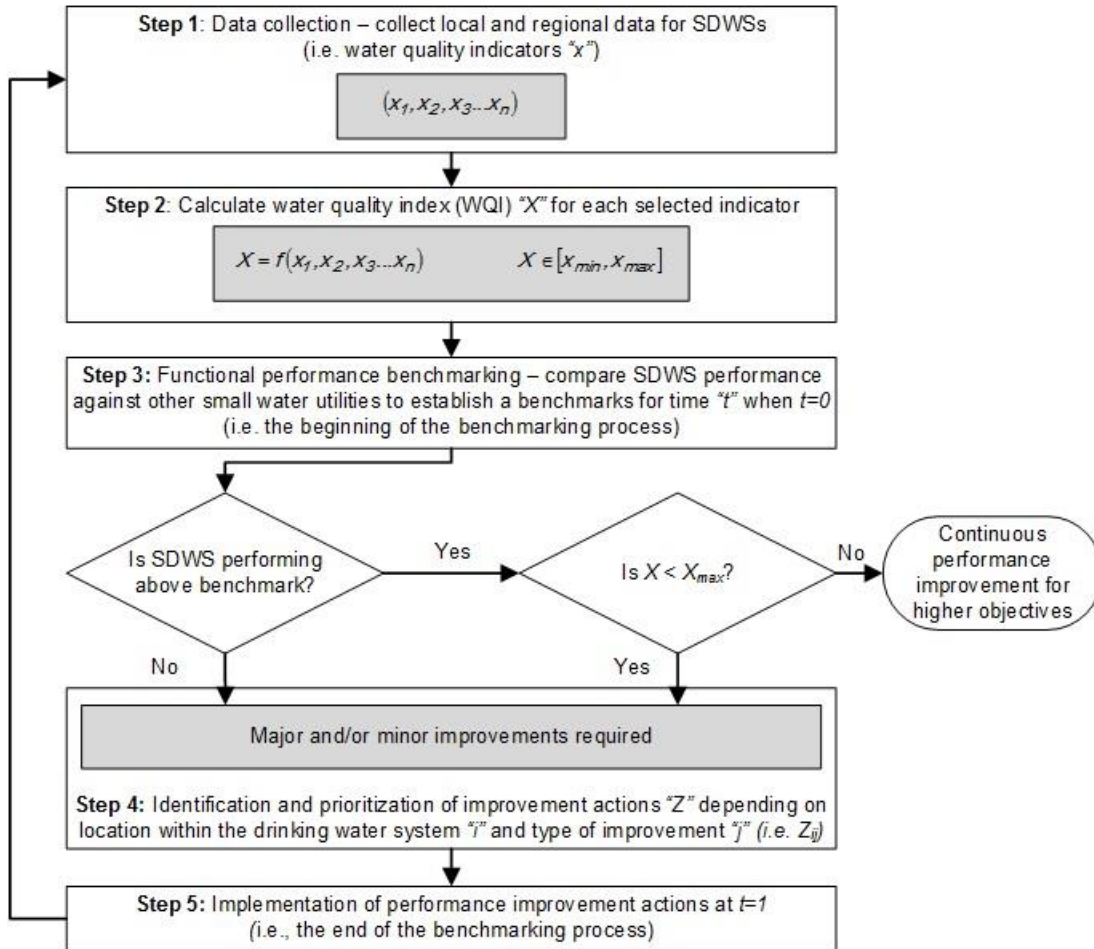 Step 1: Data collection – collect local and regional data for SDWSs
(i.e. water quality indicators “x”)
(x1, x2, x3...xn)
Step 2: Calculate water quality index (WQI) “X” for each selected indicator
X = f(x1, x2, x3...xn) X ∈ [xmin, xmax]
Step 3: Functional performance benchmarking – compare SDWS performance
against other small water utilities to establish a benchmarks for time “t” when t=0
(i.e. the beginning of the benchmarking process)
Is SDWS performing
above benchmark?
Yes
Is X < Xmax?
No
Continuous
performance
improvement for
higher objectives
No
Yes
Major and/or minor improvements required
Step 4: Identification and prioritization of improvement actions “Z” depending on
location within the drinking water system “i” and type of improvement “j” (i.e. Zij)
Step 5: Implementation of performance improvement actions at t=1
(i.e., the end of the benchmarking process)